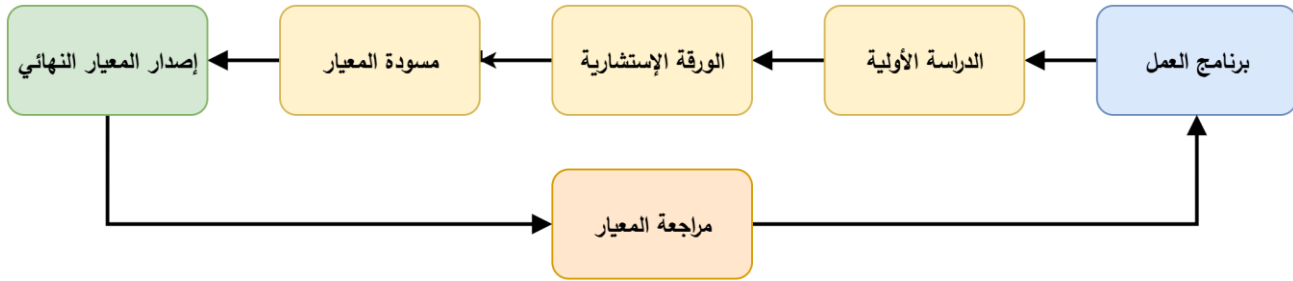 برنامج العمل
الدراسة الأولية
الورقة الإستشارية
مسودة المعيار
إصدار المعيار النهائي
مراجعة المعيار